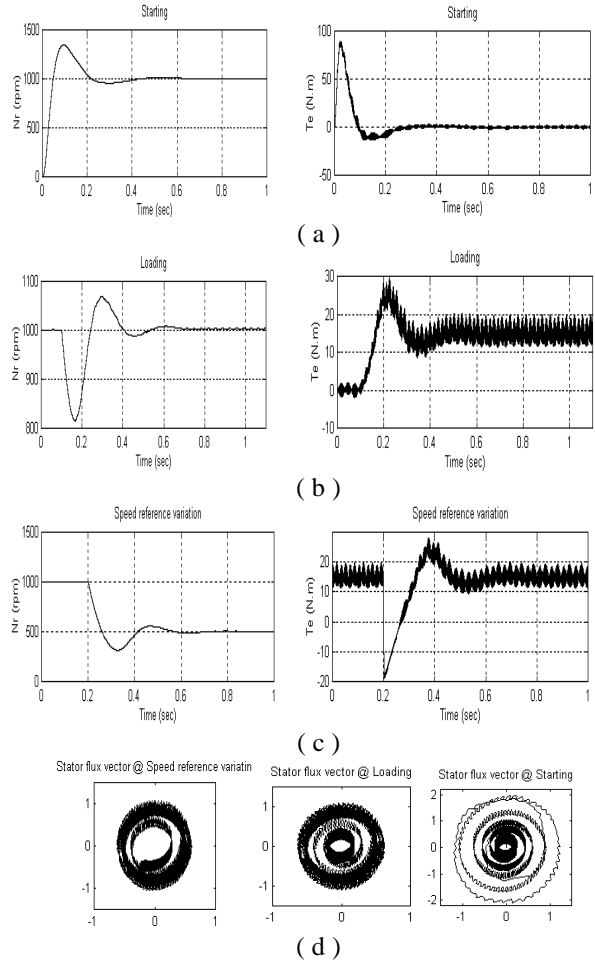 Starting
Starting
Nr (rpm)
1500
1000
500
0
0 0.2 0.4 0.6 0.8 1
Time (sec)
Te (N.m)
100
50
0
-50
0 0.2 0.4 0.6 0.8 1
Time (sec)
( a )
Loading
Loading
Nr (rpm)
1100
1000
900
800
0 0.2 0.4 0.6 0.8 1
Time (sec)
Te (N.m)
30
20
10
0
-10
0 0.2 0.4 0.6 0.8 1
Time (sec)
( b )
Speed reference variation
Speed reference variation
Nr (rpm)
1500
1000
500
0
0 0.2 0.4 0.6 0.8 1
Time (sec)
Te (N.m)
20
10
0
-10
-20
0 0.2 0.4 0.6 0.8 1
Time (sec)
( c )
Stator flux vector @ Speed reference variatin
Stator flux vector @ Loading
Stator flux vector @ Starting
1
0
-1
-1 0 1
1
0
-1
-1 0 1
2
1
0
-1
-2
-1 0 1
( d )